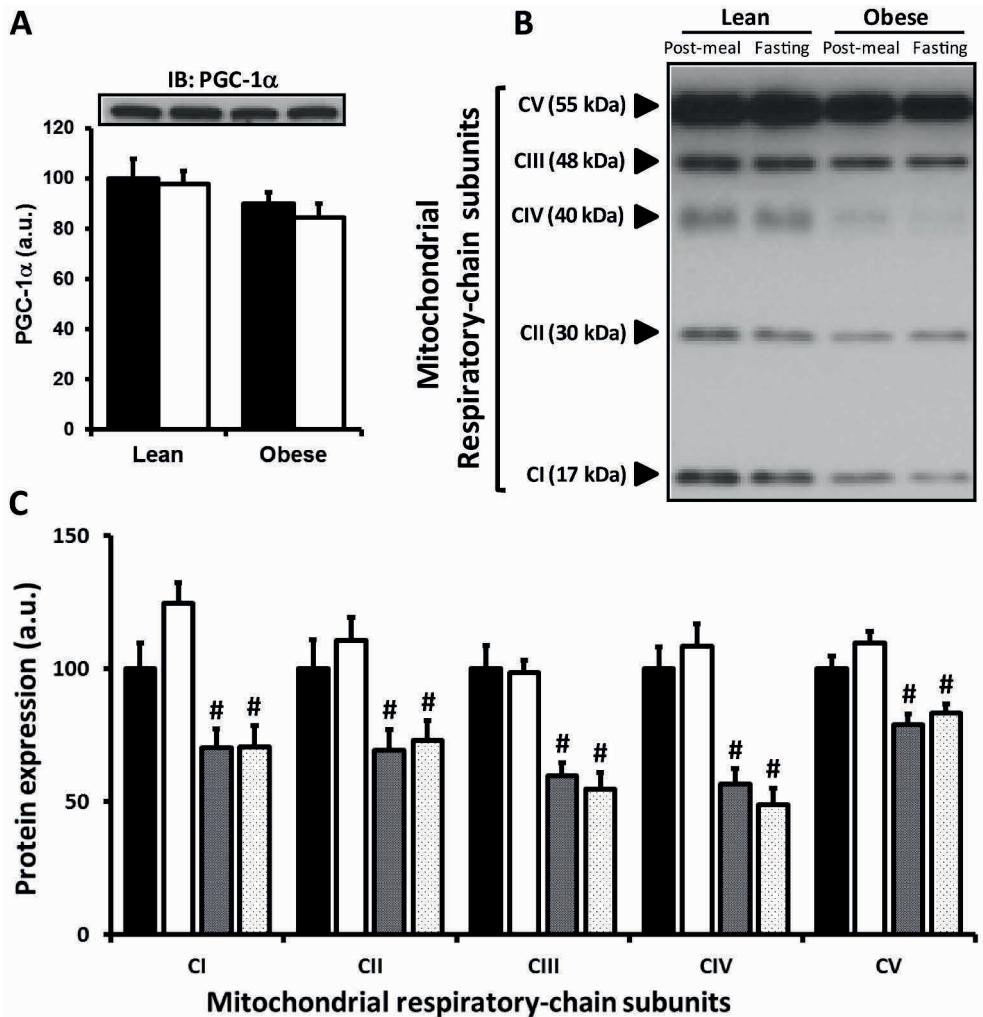 A
IB: PGC-1α
120
100
80
60
40
20
0
PGC-1α (a.u.)
Lean Obese
B
Lean Obese
Post-meal Fasting Post-meal Fasting
Mitochondrial
Respiratory-chain subunits
CV (55 kDa)
CIII (48 kDa)
CIV (40 kDa)
CII (30 kDa)
CI (17 kDa)
C
150
100
50
0
Protein expression (a.u.)
# # # # # # # # # #
CI CII CIII CIV CV
Mitochondrial respiratory-chain subunits